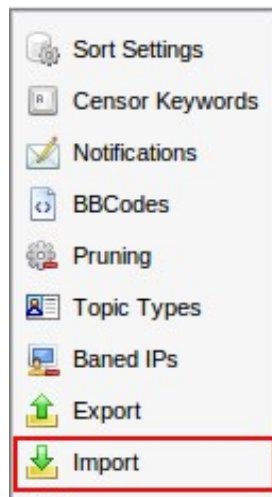 Sort Settings
Censor Keywords
Notifications
BBCodes
Pruning
Topic Types
Baned IPs
Export
Import